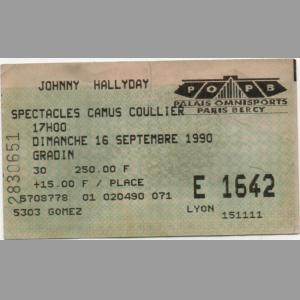 JOHNNY HALLYDAY
POPB
PALAIS OMNISPORTS
PARIS BERCY
SPECTACLES CAMUS COULLIER
17H00
DIMANCHE 16 SEPTEMBRE 1990
GRADIN
30 250.00 F
+15.00 F / PLACE
E 1642
5708778 01 020490 071
LYON
5303 GOMEZ
151111
2830651